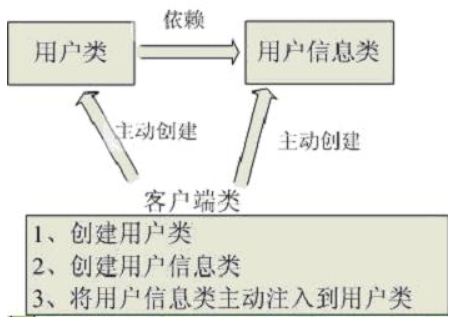 依赖
用户类
用户信息类
主动创建
主动创建
客户端类
1、创建用户类
2、创建用户信息类
3、将用户信息类主动注入到用户类